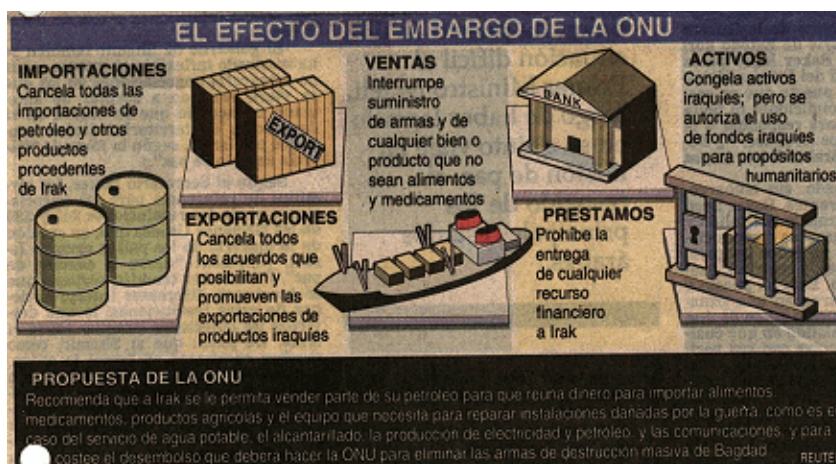 EL EFECTO DEL EMBARGO DE LA ONU
IMPORTACIONES
Cancela todas las
importaciones de
petróleo y otros
productos
procedentes
de Irak
EXPORT
EXPORTACIONES
Cancela todos
los acuerdos que
posibilitan y
promueven las
exportaciones de
productos iraquíes
VENTAS
Interrumpe
suministro
de armas y de
cualquier bien o
producto que no
sean alimentos
y medicamentos
BANK
PRESTAMOS
Prohíbe la
entrega
de cualquier
recurso
financiero
a Irak
ACTIVOS
Congela activos
iraquíes; pero se
autoriza el uso
de fondos iraquíes
para propósitos
humanitarios
PROPUESTA DE LA ONU
Recomienda que a Irak se le permita vender parte de su petróleo para que reuna dinero para importar alimentos,
medicamentos, productos agrícolas y el equipo que necesita para reparar instalaciones dañadas por la guerra, como es e
caso del servicio de agua potable, el alcantarillado, la producción de electricidad y petróleo, y las comunicaciones, y para
costee el desembolso que deberá hacer la ONU para eliminar las armas de destrucción masiva de Bagdad
REUTE